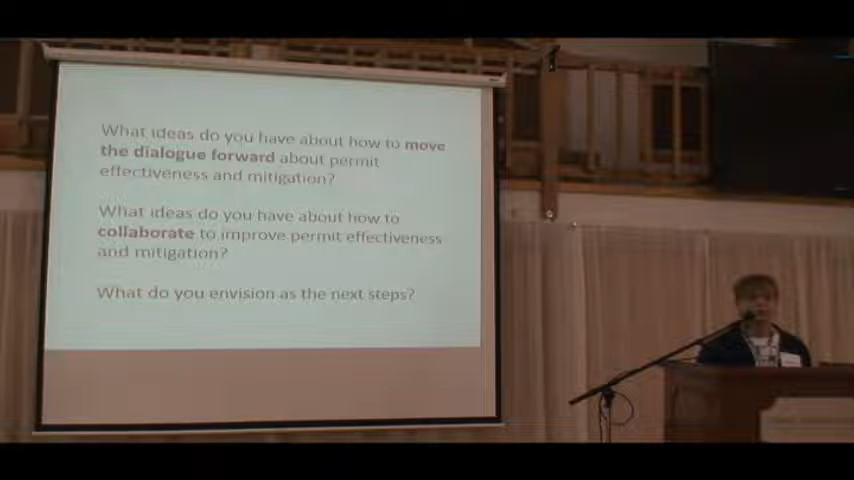 What ideas do you have about how to move
the dialogue forward about permit
effectiveness and mitigation?
What ideas do you have about how to
collaborate to improve permit effectiveness
and mitigation?
What do you envision as the next steps?